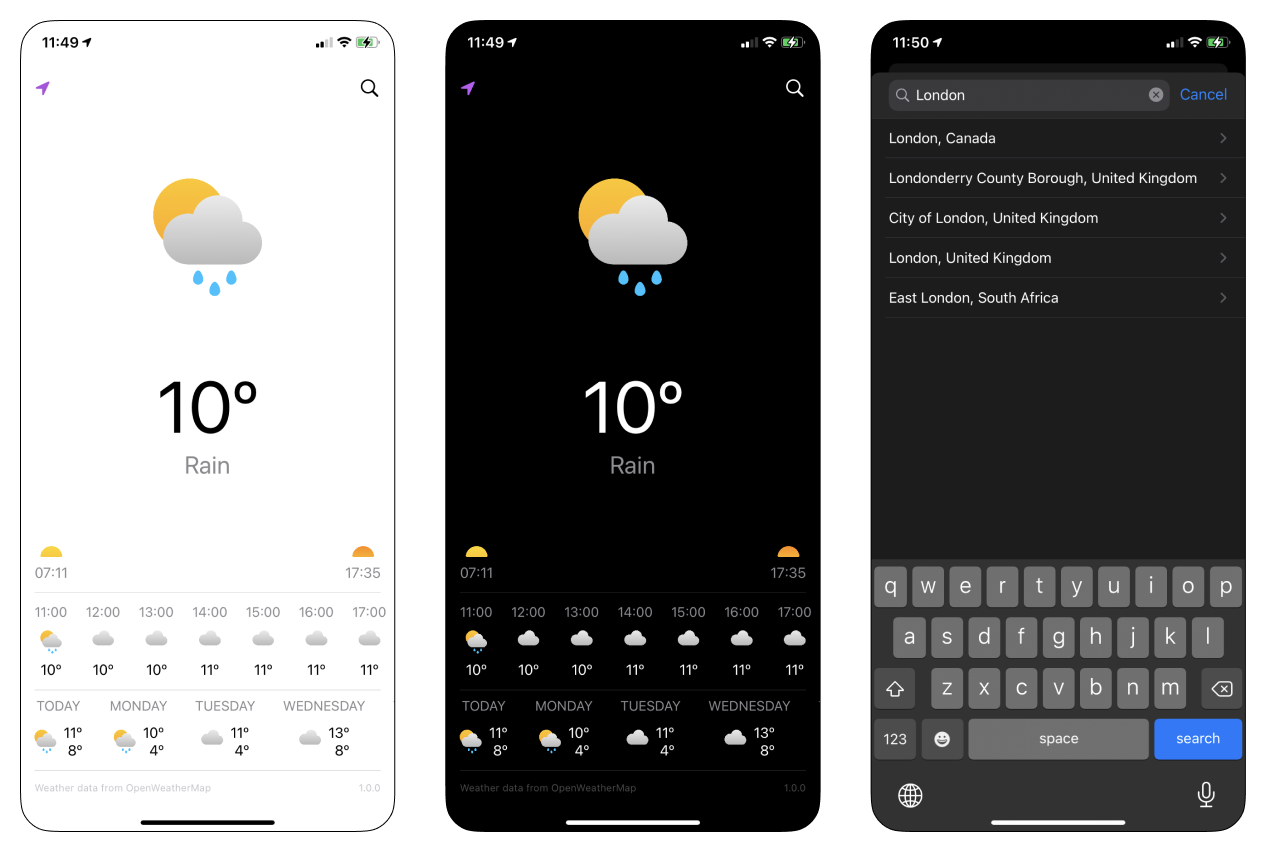 11:49
10°
Rain
07:11 17:35
11:00 12:00 13:00 14:00 15:00 16:00 17:00
10° 10° 10° 11° 11° 11° 11°
TODAY MONDAY TUESDAY WEDNESDAY
11° 10° 11° 13°
8° 4° 4° 8°
Weather data from OpenWeatherMap 1.0.0
11:49
10°
Rain
07:11 17:35
11:00 12:00 13:00 14:00 15:00 16:00 17:00
10° 10° 10° 11° 11° 11° 11°
TODAY MONDAY TUESDAY WEDNESDAY
11° 10° 11° 13°
8° 4° 4° 8°
Weather data from OpenWeatherMap 1.0.0
11:50
London Cancel
London, Canada
Londonderry County Borough, United Kingdom
City of London, United Kingdom
London, United Kingdom
East London, South Africa
q w e r t y u i o p
a s d f g h j k l
z x c v b n m
123 space search